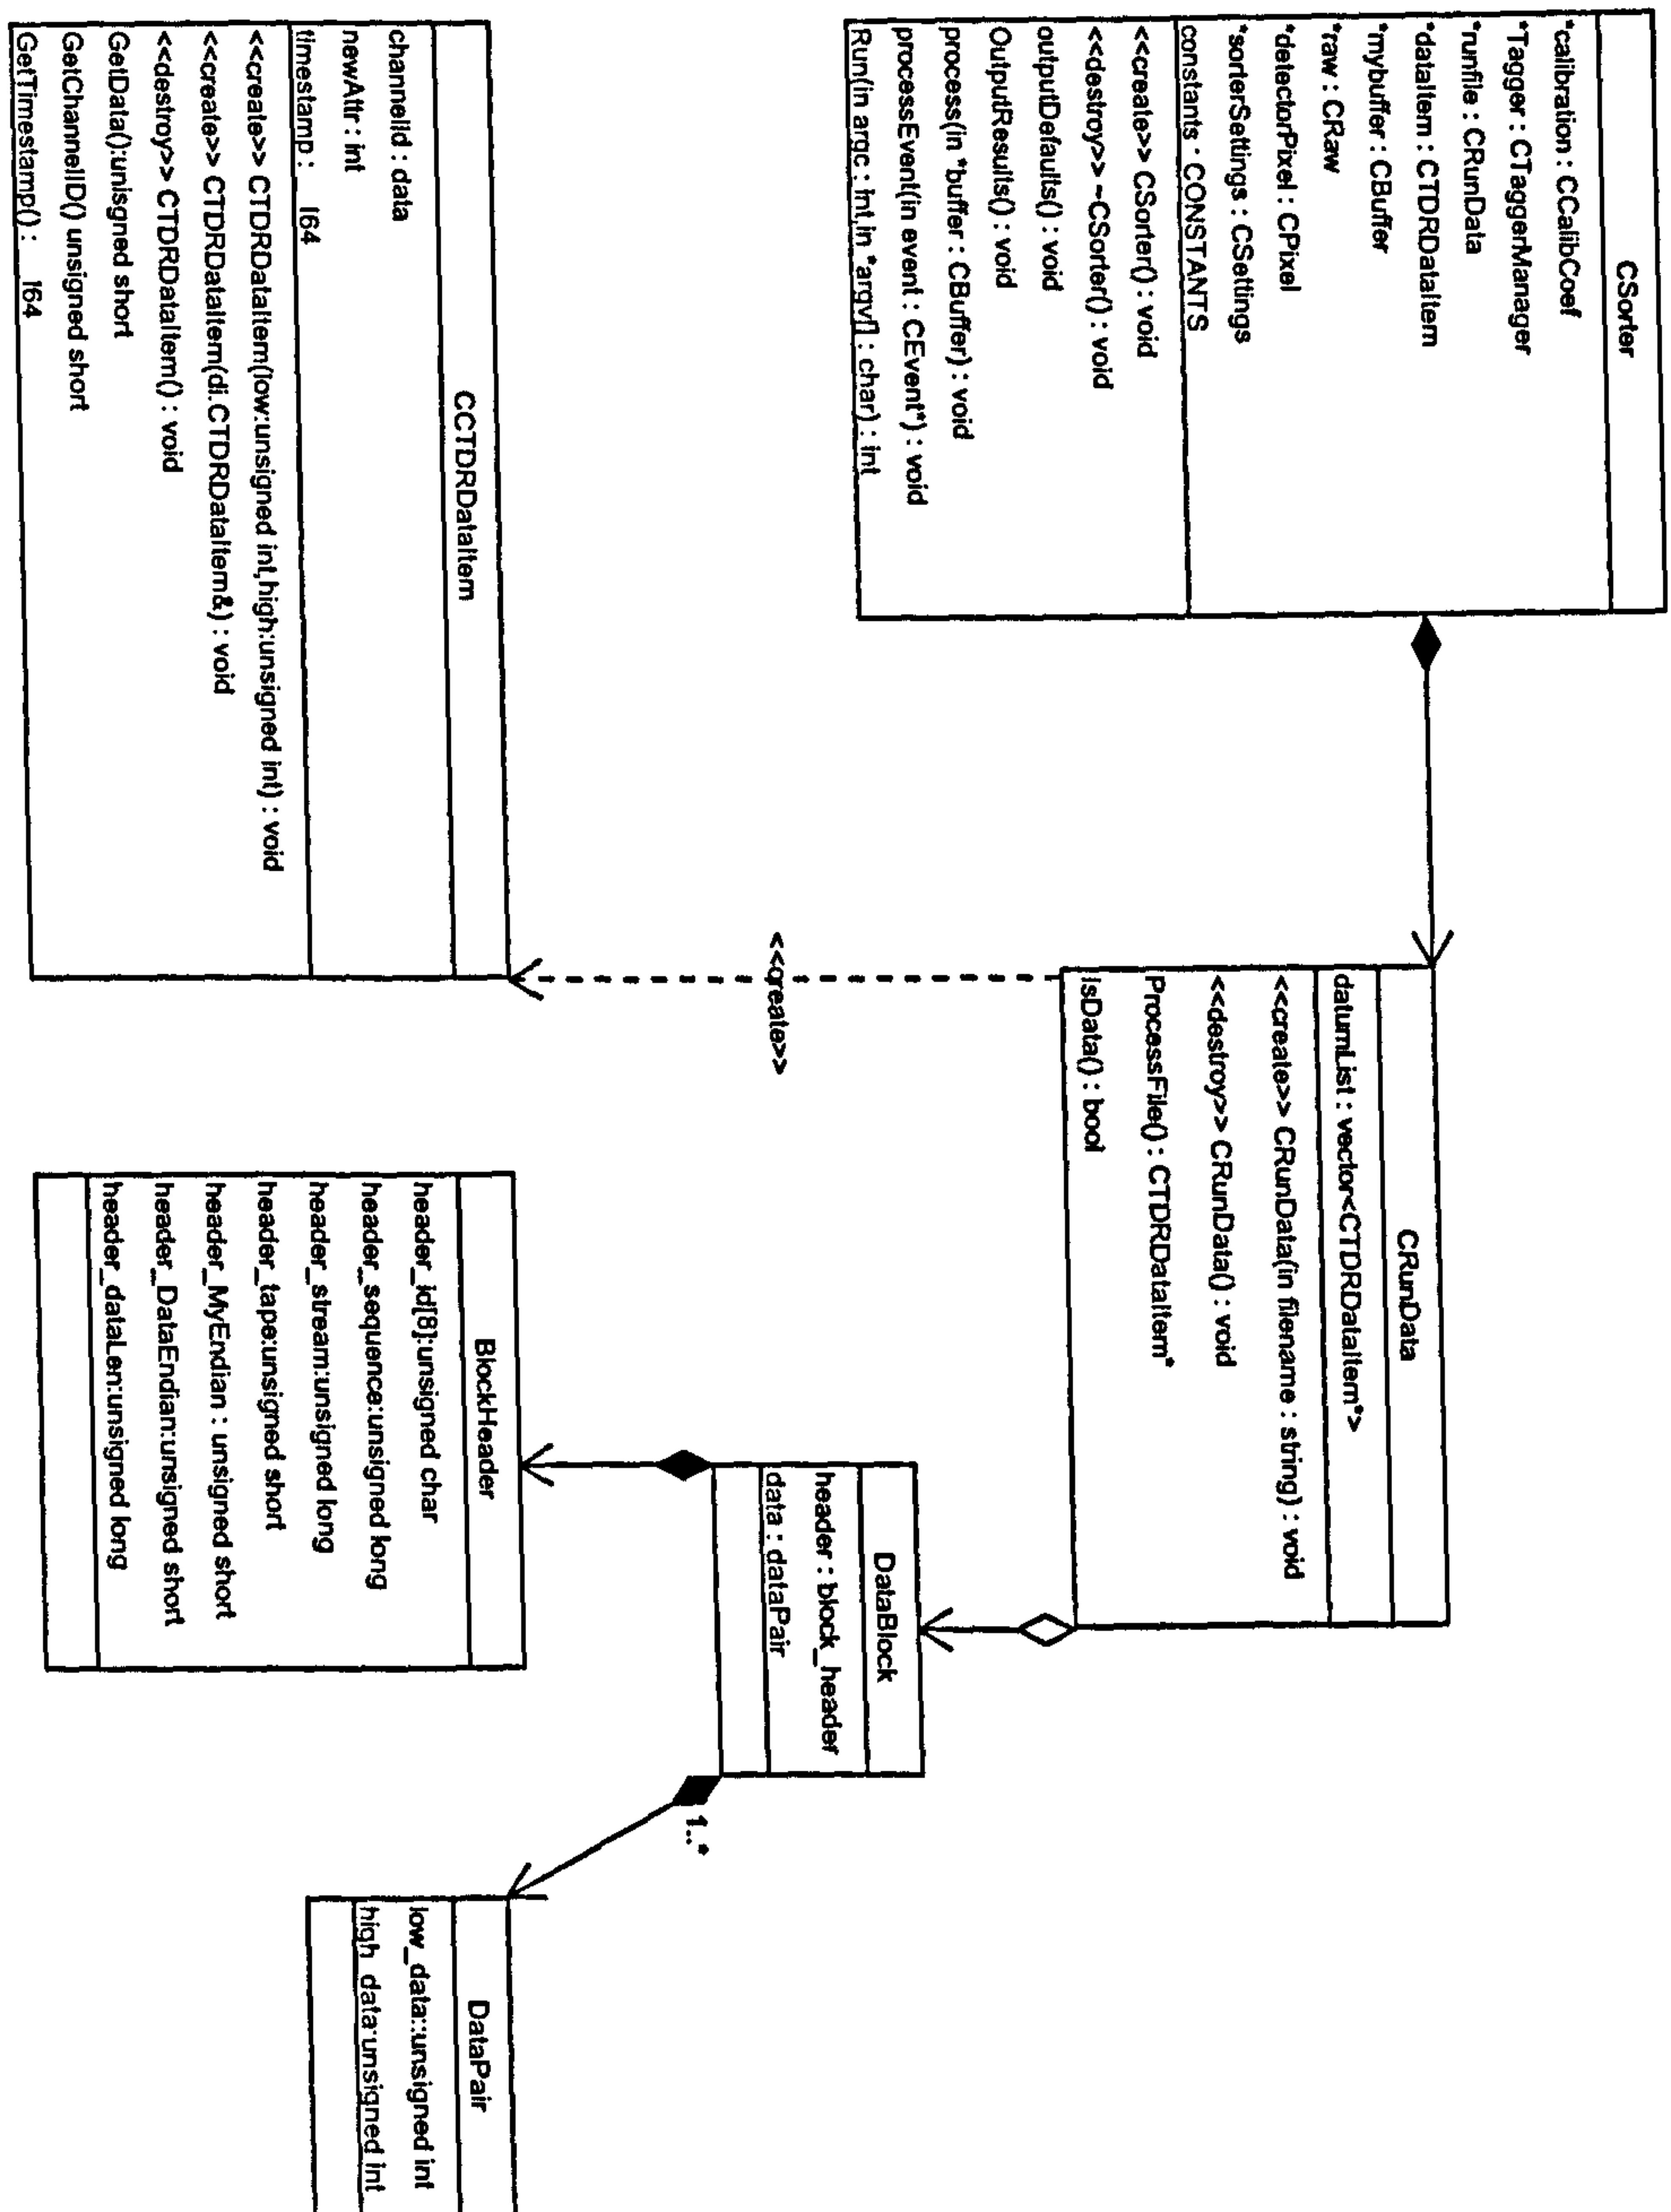 CSorter
*calibration : CCalibCoef
*Tagger : CTaggerManager
*runfile : CRunData
*dataItem : CTDRDataItem
*mybuffer : CBuffer
*raw : CRaw
*detectorPixel : CPixel
*sorterSettings : CSettings
constants : CONSTANTS
<<create>> CSorter() : void
<<destroy>> ~CSorter() : void
outputDefaults() : void
OutputResults() : void
process(in *buffer : CBuffer) : void
processEvent(in event : CEvent*) : void
Run(in argc : int,in *argv[] : char) : int
CRunData
datumList : vector<CTDRDataItem*>
<<create>> CRunData(in filename : string) : void
<<destroy>> CRunData() : void
ProcessFile() : CTDRDataItem*
isData() : bool
<<create>>
DataBlock
header : block_header
data : dataPair
1..*
CCTDRDataItem
channelId : data
newAttr : int
timestamp : __I64
<<create>> CTDRDataItem(low:unsigned int,high:unsigned int) : void
<<create>> CTDRDataItem(di.CTDRDataItem&) : void
<<destroy>> CTDRDataItem() : void
GetData():unisgned short
GetChannelID() unsigned short
GetTimestamp() : __I64
BlockHeader
header_id[8]:unsigned char
header_sequence:unsigned long
header_stream:unsigned long
header_tape:unsigned short
header_MyEndian : unsigned short
header_DataEndian:unsigned short
header_dataLen:unsigned long
DataPair
low_data::unsigned int
high_data:unsigned int